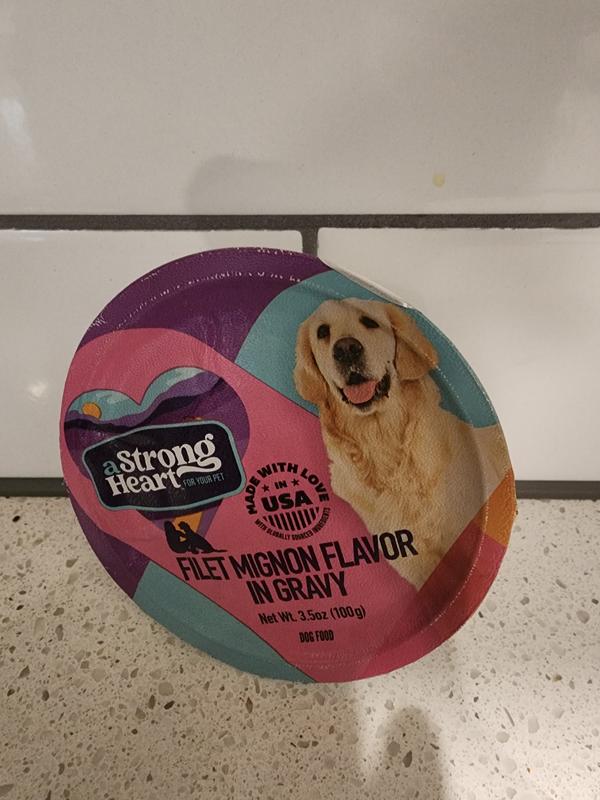 aStrong
Heart
FOR YOUR PET
MADE WITH LOVE
IN
USA
WITH GLOBALLY SOURCED INGREDIENTS
FILET MIGNON FLAVOR
IN GRAVY
Net Wt. 3.5oz (100g)
DOG FOOD